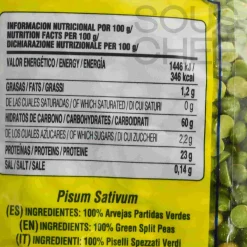 SOLO
CHEF
INFORMACION NUTRICIONAL POR 100 g/
NUTRITION FACTS PER 100 g/
DICHIARAZIONE NUTRIZIONALE PER 100 g/
VALOR ENERGÉTICO / ENERGY / ENERGÍA 1446 kJ/
346 kcal
GRASAS / FATS / GRASSI 1,2 g
DE LAS CUALES SATURADAS / OF WHICH SATURATED / DI CUI SATURI 0 g
HIDRATOS DE CARBONO / CARBOHYDRATES / CARBOIDRATI 60 g
DE LOS CUALES AZÚCARES / OF WHICH SUGARS / DI CUI ZUCCHERI 2,2 g
PROTEÍNAS / PROTEINS / PROTEINE 23 g
SAL / SALT / SALE 0,14 g
Pisum Sativum
(ES) INGREDIENTES: 100% Arvejas Partidas Verdes
(EN) INGREDIENTS: 100% Green Split Peas
(IT) INGREDIENTI: 100% Piselli Spezzati Verdi